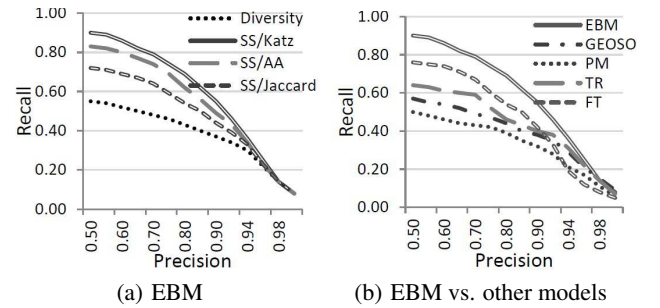 1.00
0.80
0.60
0.40
0.20
0.00
Recall
0.50
0.60
0.70
0.80
0.90
0.94
0.98
Precision
Diversity
SS/Katz
SS/AA
SS/Jaccard
(a) EBM
1.00
0.80
0.60
0.40
0.20
0.00
Recall
0.50
0.60
0.70
0.80
0.90
0.94
0.98
Precision
EBM
GEOSO
PM
TR
FT
(b) EBM vs. other models